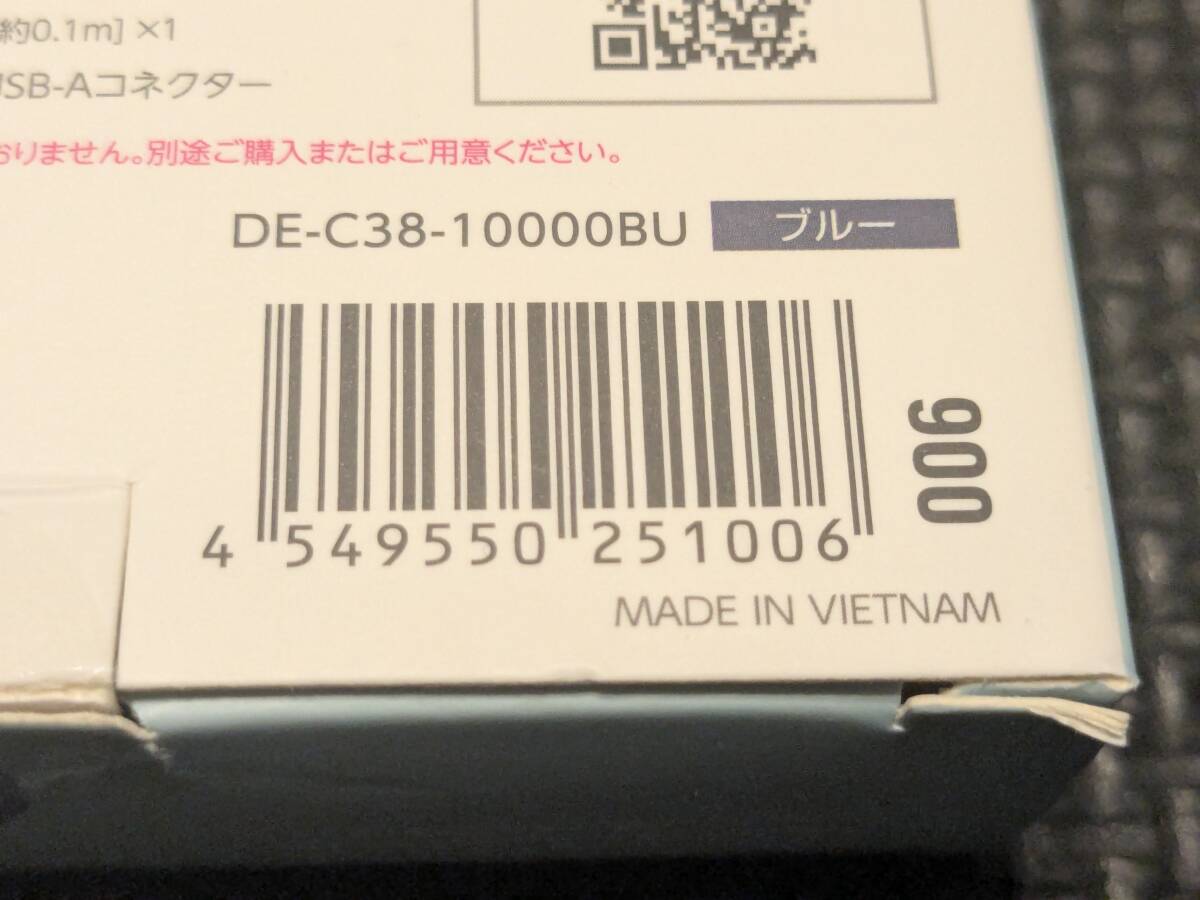 約0.1m] ×1
USB-Aコネクター
おりません。別途ご購入またはご用意ください。
DE-C38-10000BU ブルー
4 549550 251006
900
MADE IN VIETNAM